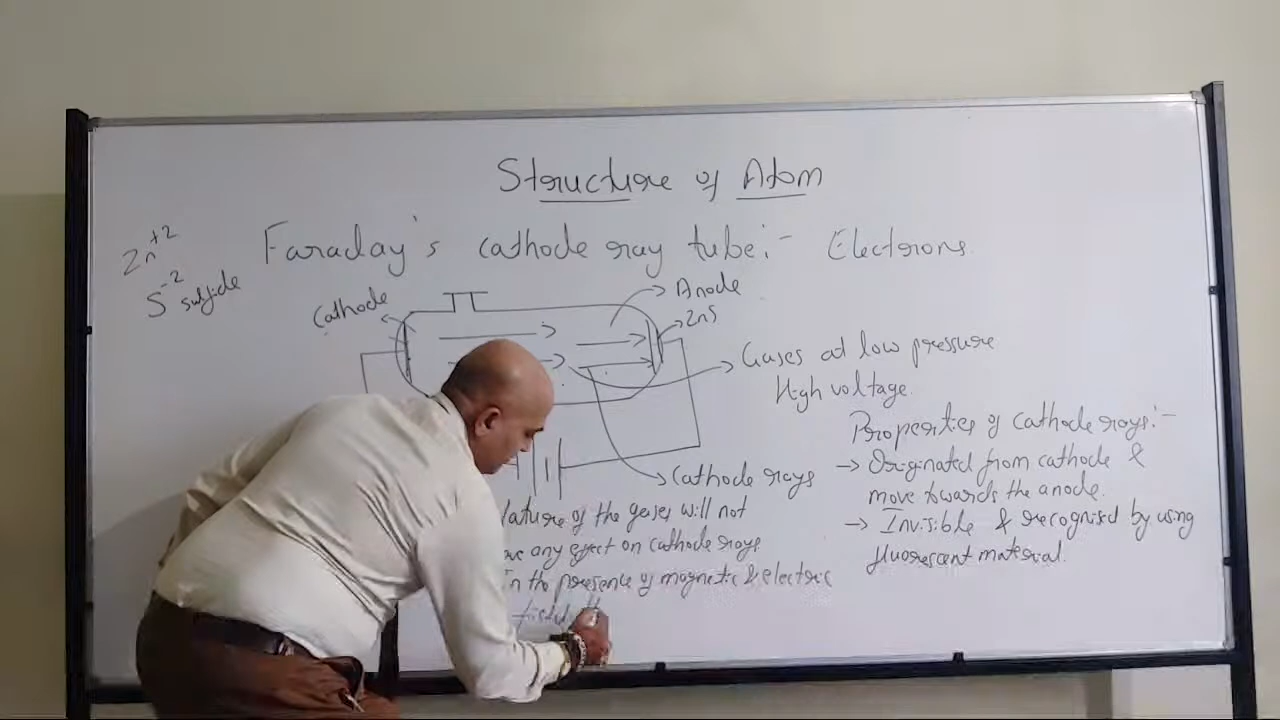 Structure of Atom
Faraday's cathode ray tube:- Electrons.
Zn+2
S-2 sulfide
Cathode
Anode
ZnS
Gases at low pressure
High voltage.
Cathode rays
Properties of cathode rays:-
→ Originated from cathode &
move towards the anode.
→ Invisible & recognised by using
fluorescent material.
of the gases will not
any effect on cathode rays
in the presence of magnetic & electric